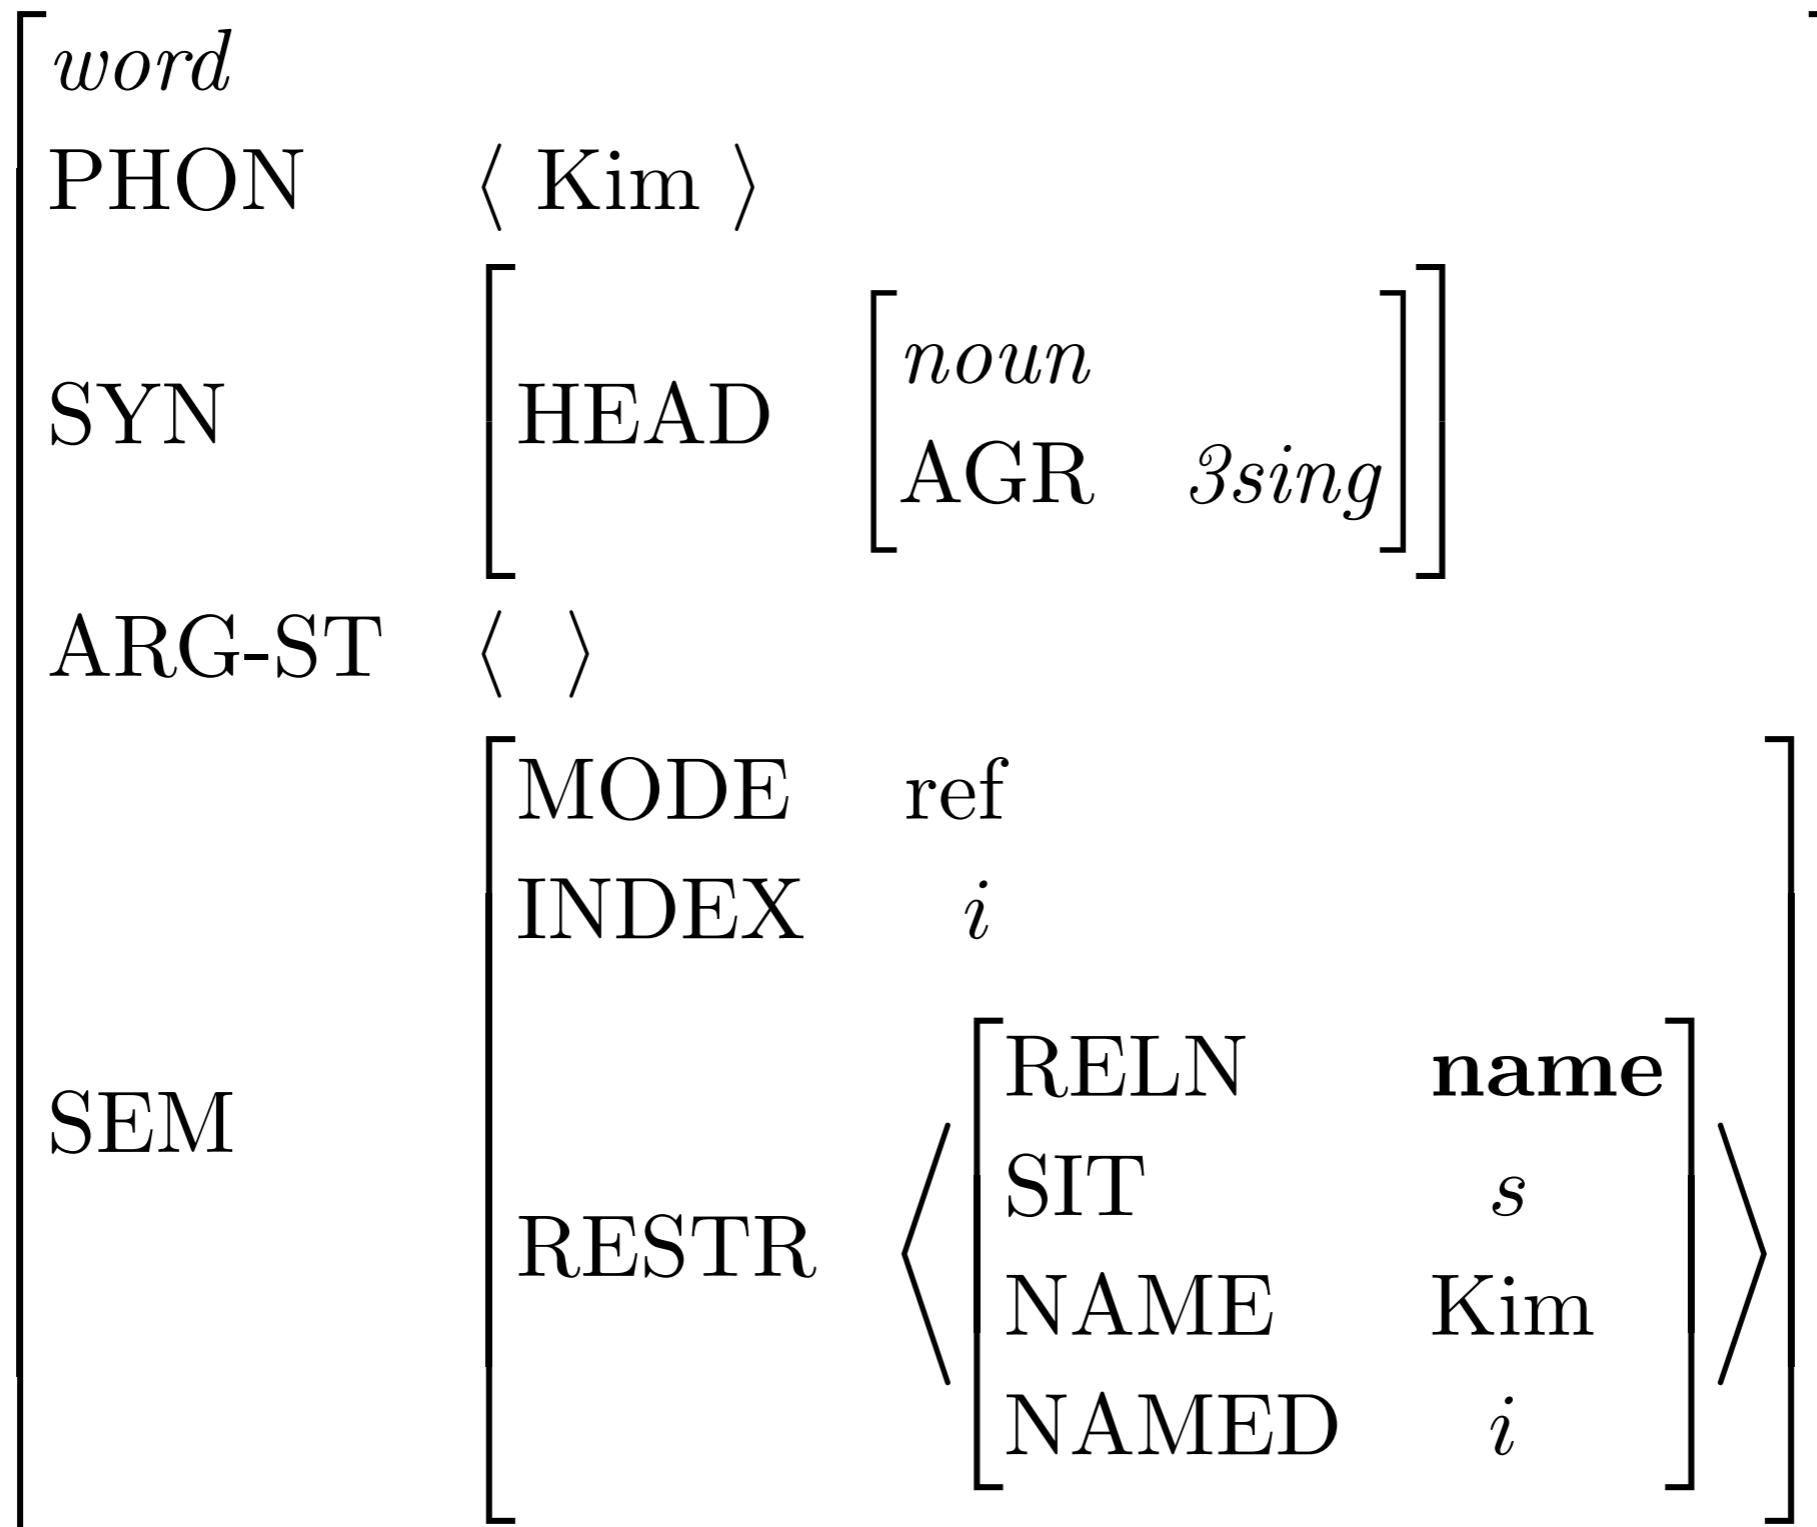 word
PHON ⟨ Kim ⟩
SYN [HEAD [noun
AGR 3sing]]
ARG-ST ⟨ ⟩
SEM [MODE ref
INDEX i
RESTR ⟨[RELN name
SIT s
NAME Kim
NAMED i]⟩]